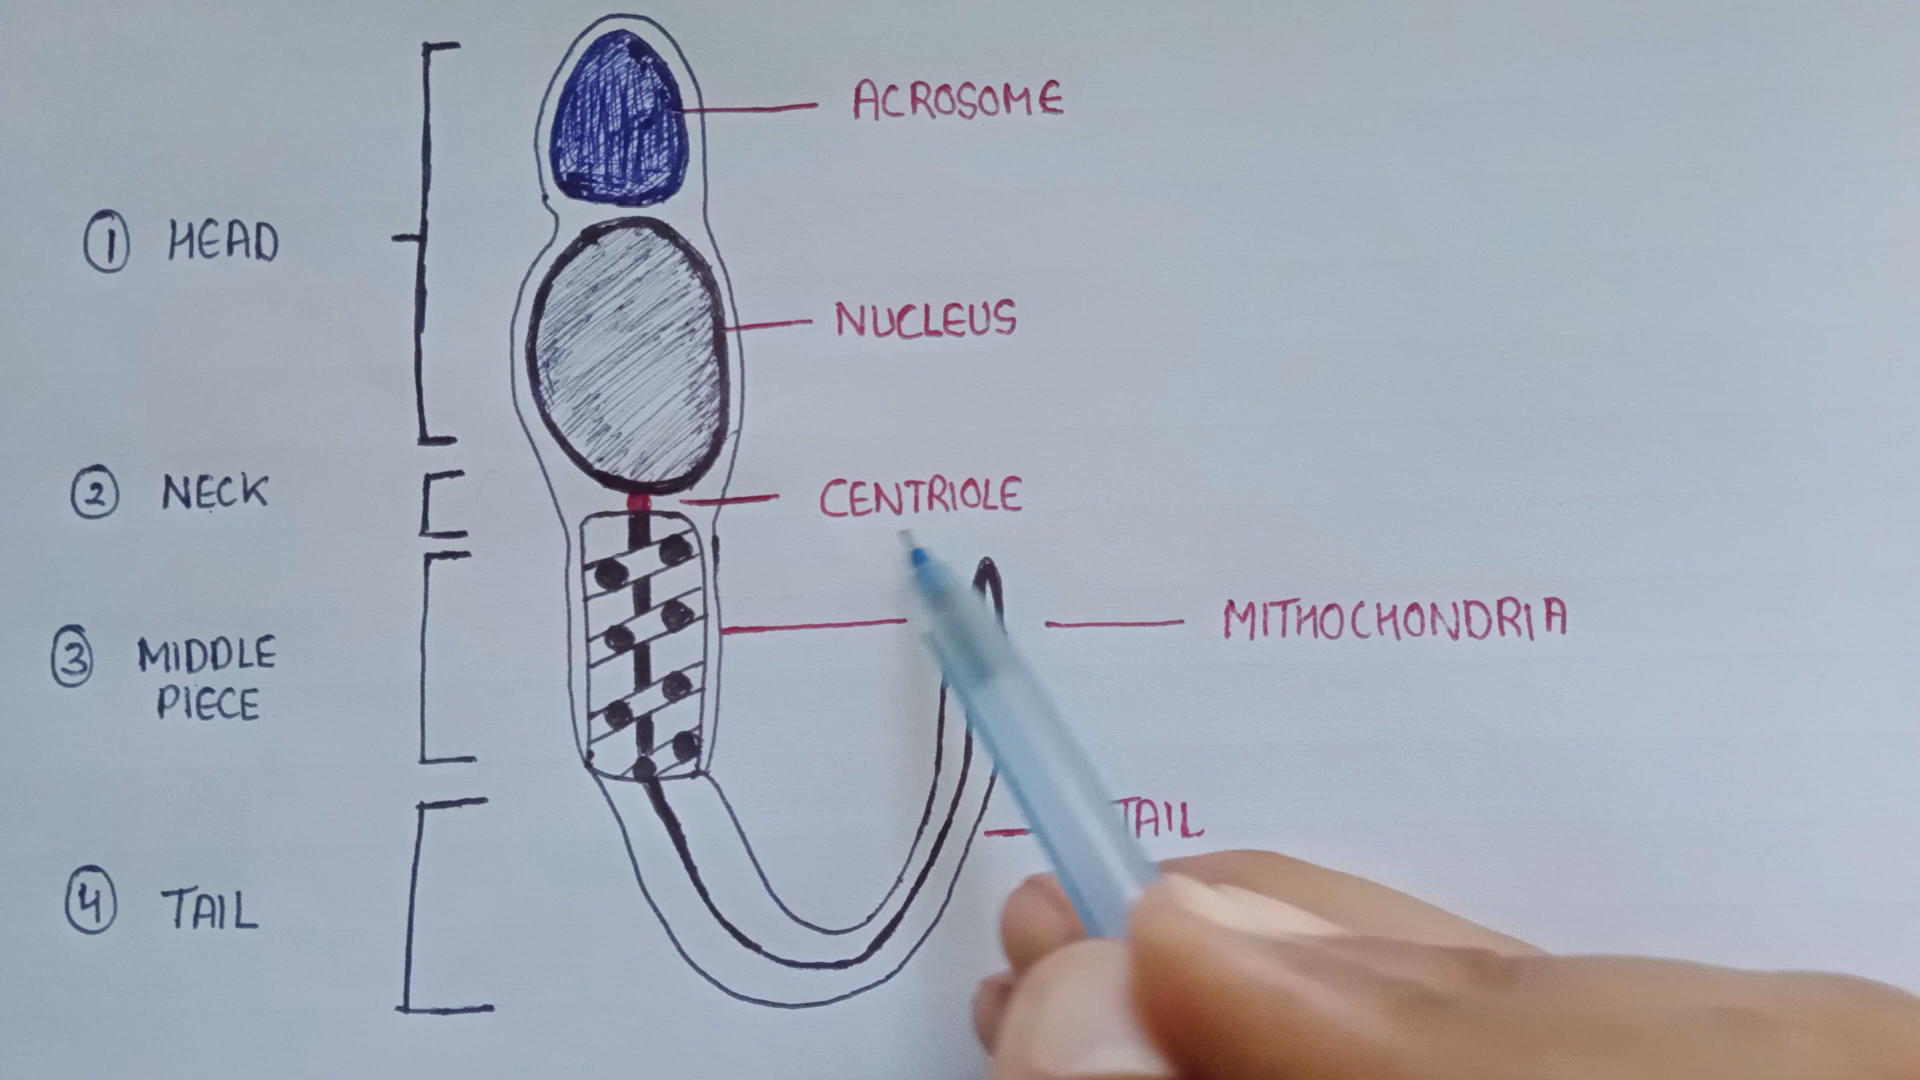 ACROSOME
① HEAD
NUCLEUS
② NECK
CENTRIOLE
MITHOCHONDRIA
③ MIDDLE
PIECE
TAIL
④ TAIL